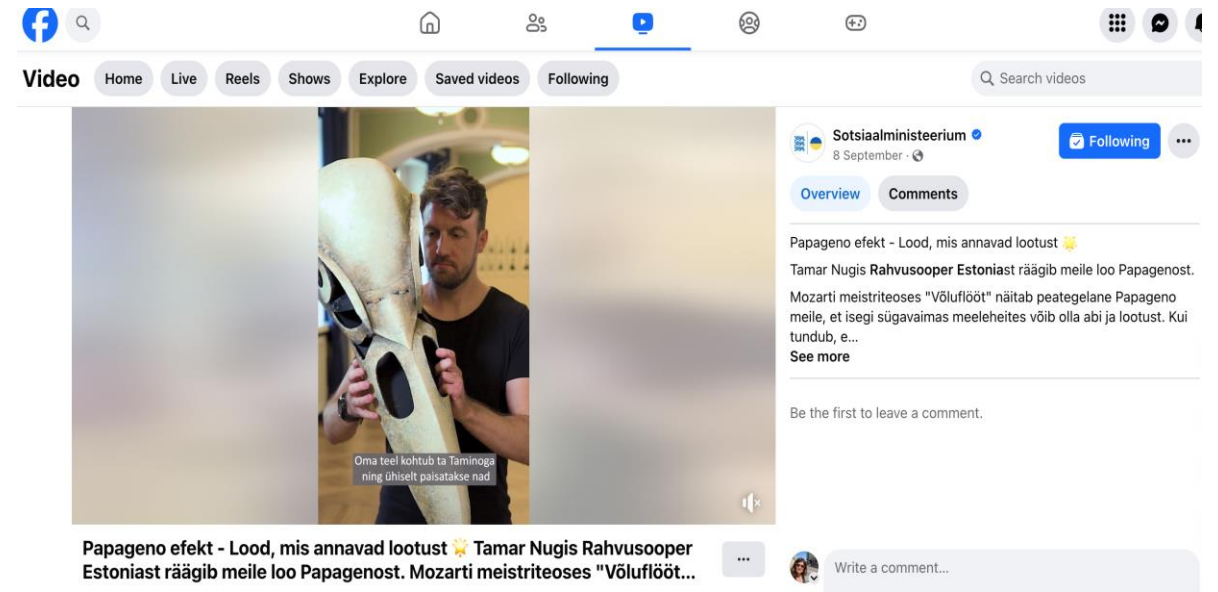 Video Home Live Reels Shows Explore Saved videos Following Search videos
Sotsiaalministeerium
8 September ·
Following
Overview Comments
Papageno efekt - Lood, mis annavad lootust 🌟
Tamar Nugis Rahvusooper Estoniast räägib meile loo Papagenost.
Mozarti meistriteoses "Võluflööt" näitab peategelane Papageno
meile, et isegi sügavaimas meeleheites võib olla abi ja lootust. Kui
tundub, e...
See more
Be the first to leave a comment.
Oma teel kohtub ta Taminoga
ning ühiselt paisatakse nad
Papageno efekt - Lood, mis annavad lootust 🌟 Tamar Nugis Rahvusooper
Estoniast räägib meile loo Papagenost. Mozarti meistriteoses "Võluflööt...
Write a comment...